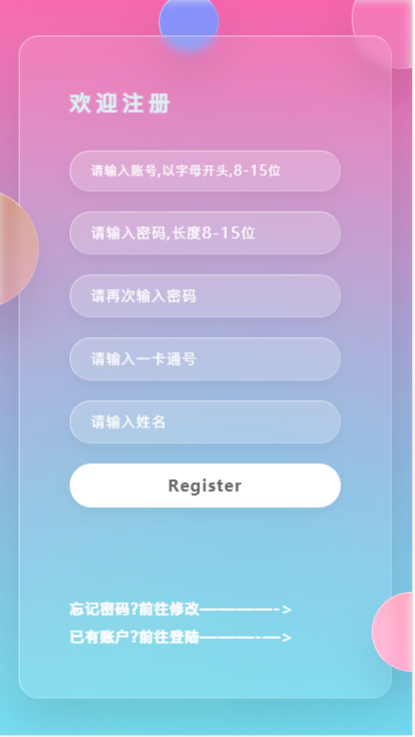 欢迎注册
请输入账号,以字母开头,8-15位
请输入密码,长度8-15位
请再次输入密码
请输入一卡通号
请输入姓名
Register
忘记密码?前往修改—————->
已有账户?前往登陆————-—>